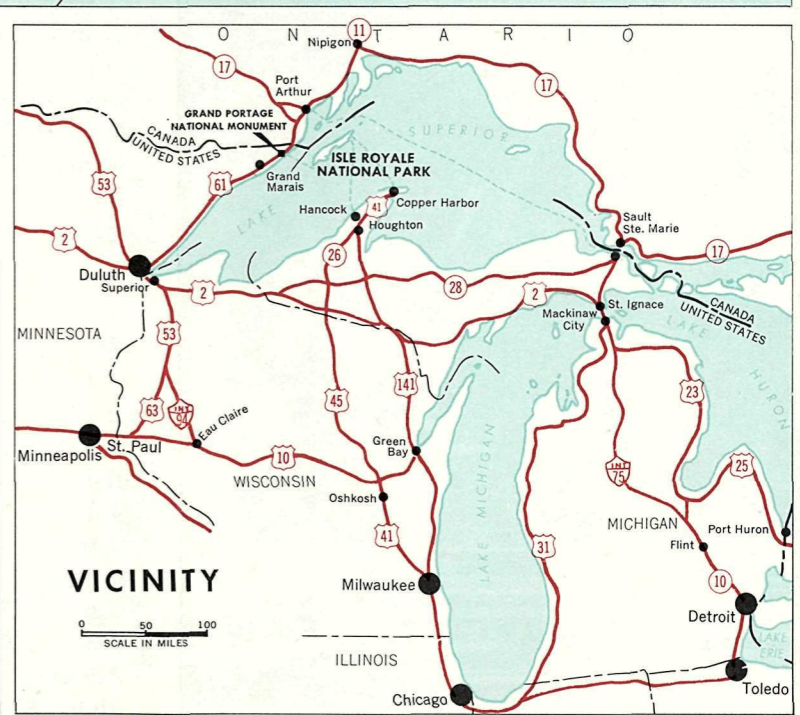 ONTARIO
11
Nipigon
17
17
Port
Arthur
GRAND PORTAGE
NATIONAL MONUMENT
CANADA
UNITED STATES
SUPERIOR
ISLE ROYALE
NATIONAL PARK
53
61
Grand
Marais
41
Copper Harbor
Hancock
Houghton
LAKE
Sault
Ste. Marie
2
26
17
Duluth
Superior
2
28
2
St. Ignace
Mackinaw
City
CANADA
UNITED STATES
LAKE HURON
MINNESOTA
53
141
23
63
INT
94
45
Eau Claire
Minneapolis
St. Paul
Green
Bay
10
WISCONSIN
LAKE MICHIGAN
INT
75
25
Oshkosh
41
31
MICHIGAN
Port Huron
Flint
VICINITY
Milwaukee
10
0 50 100
SCALE IN MILES
Detroit
LAKE
ERIE
ILLINOIS
Chicago
Toledo